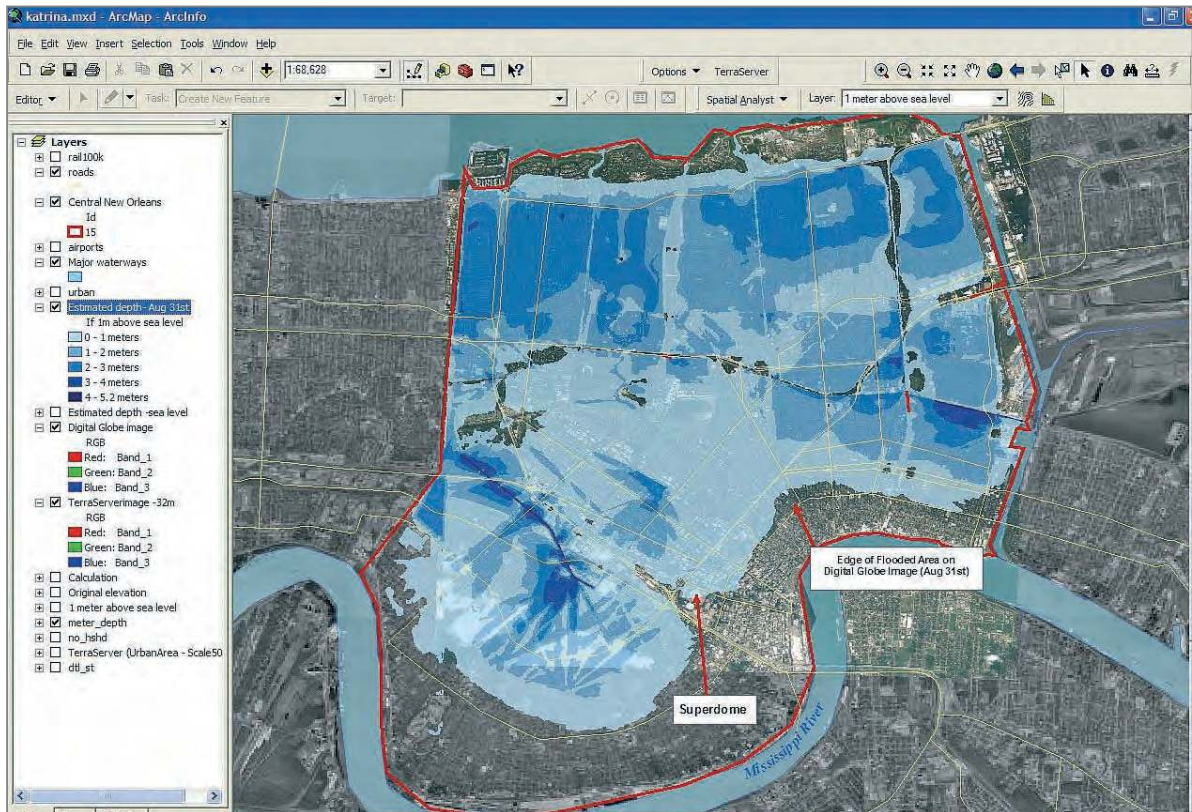 katrina.mxd - ArcMap - ArcInfo
File Edit View Insert Selection Tools Window Help
1:68,628
Options
TerraServer
Editor
Task:
Create New Feature
Target:
Spatial Analyst
Layer:
1 meter above sea level
Layers
rail100k
roads
Central New Orleans
Id
15
airports
Major waterways
urban
Estimated depth- Aug 31st
If 1m above sea level
0 - 1 meters
1 - 2 meters
2 - 3 meters
3 - 4 meters
4 - 5.2 meters
Estimated depth -sea level
Digital Globe image
RGB
Red: Band_1
Green: Band_2
Blue: Band_3
TerraServerimage -32m
RGB
Red: Band_1
Green: Band_2
Blue: Band_3
Calculation
Original elevation
1 meter above sea level
meter_depth
no_hshd
TerraServer (UrbanArea - Scale50
dtl_st
Edge of Flooded Area on
Digital Globe Image (Aug 31st)
Superdome
Mississippi River